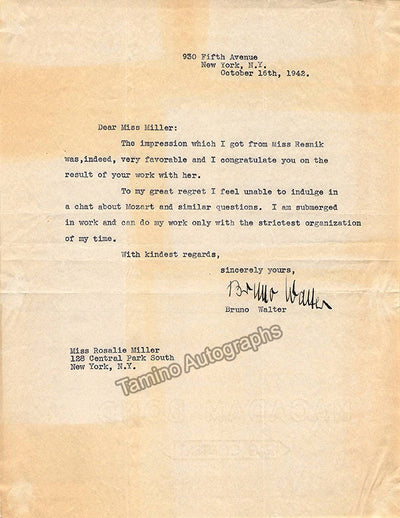 930 Fifth Avenue
New York, N.Y.
October 16th, 1942.
Dear Miss Miller:
The impression which I got from Miss Resnik
was,indeed, very favorable and I congratulate you on the
result of your work with her.
To my great regret I feel unable to indulge in
a chat about Mozart and similar questions. I am submerged
in work and can do my work only with the strictest organization
of my time.
With kindest regards,
sincerely yours,
Bruno Walter
Bruno Walter
Tamino Autographs
Miss Rosalie Miller
128 Central Park South
New York, N.Y.